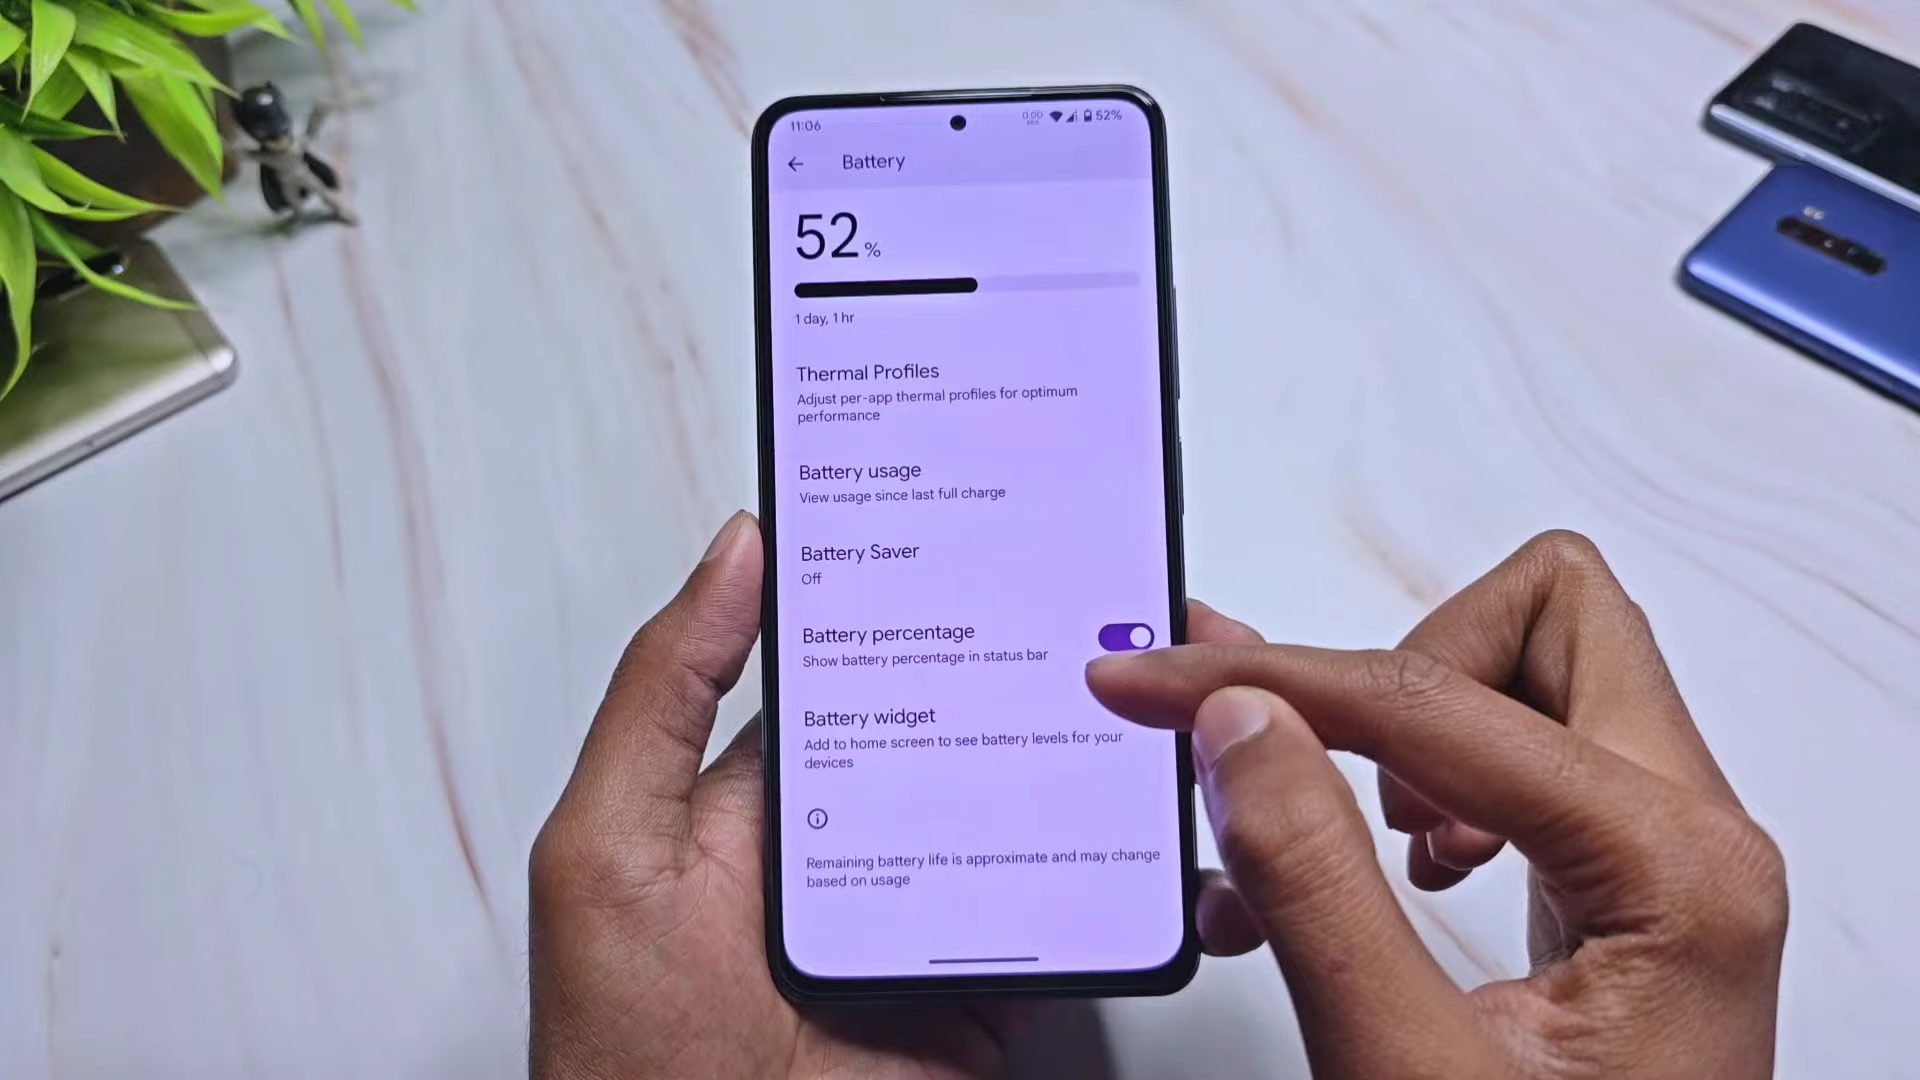 11:06
0.00
52%
Battery
52%
1 day, 1 hr
Thermal Profiles
Adjust per-app thermal profiles for optimum
performance
Battery usage
View usage since last full charge
Battery Saver
Off
Battery percentage
Show battery percentage in status bar
Battery widget
Add to home screen to see battery levels for your
devices
Remaining battery life is approximate and may change
based on usage